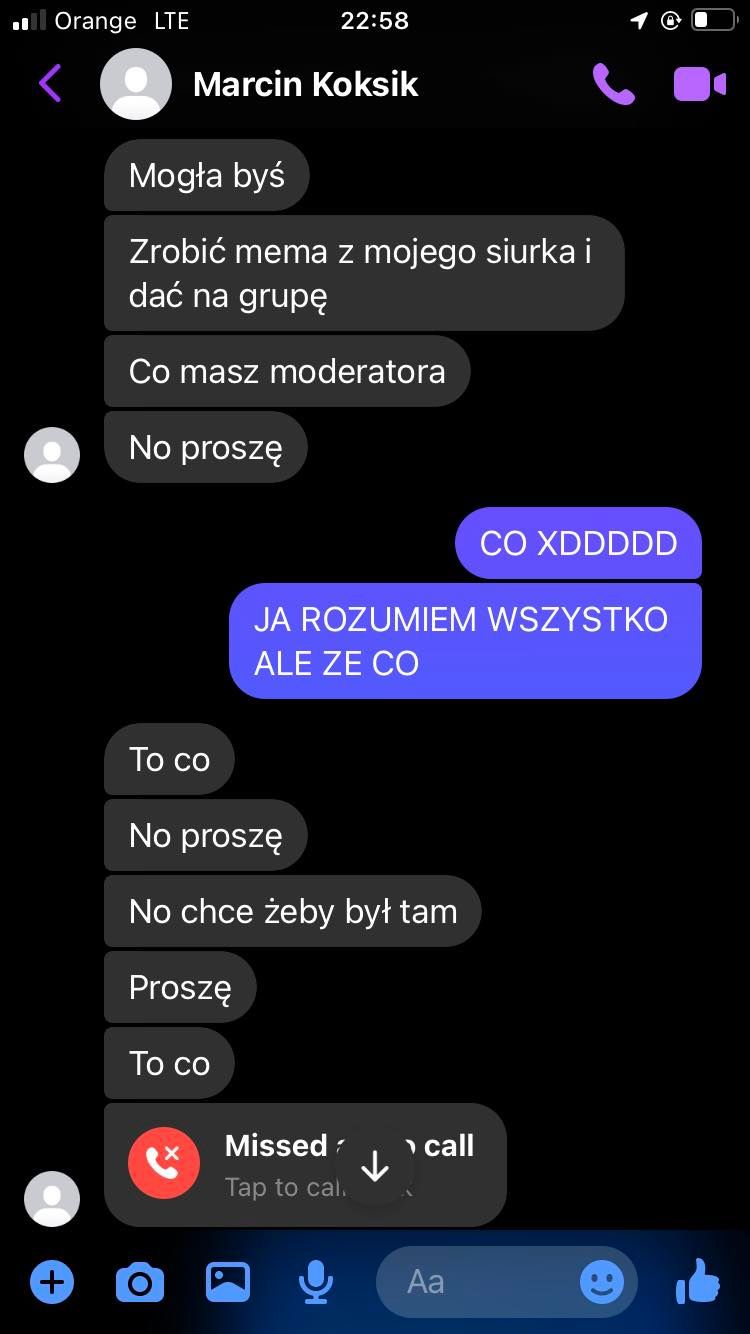 Orange LTE 22:58
Marcin Koksik
Mogła byś
Zrobić mema z mojego siurka i
dać na grupę
Co masz moderatora
No proszę
CO XDDDDD
JA ROZUMIEM WSZYSTKO
ALE ZE CO
To co
No proszę
No chce żeby był tam
Proszę
To co
Missed call
Tap to
Aa